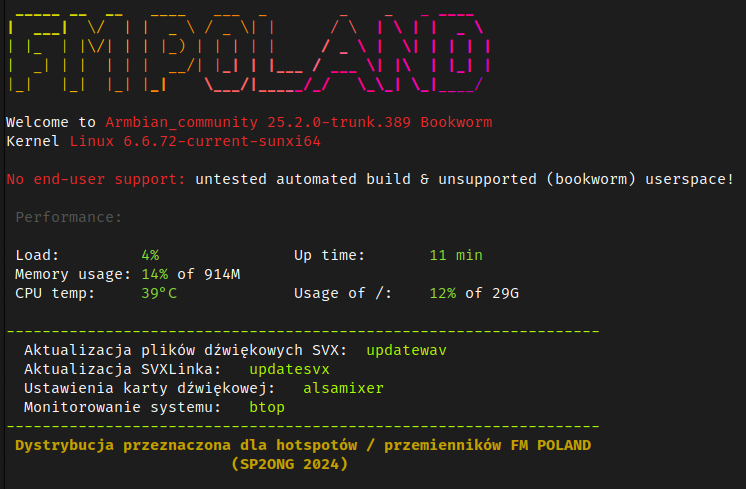 FM POLAND
Welcome to Armbian_community 25.2.0-trunk.389 Bookworm
Kernel Linux 6.6.72-current-sunxi64
No end-user support: untested automated build & unsupported (bookworm) userspace!
Performance:
Load: 4% Up time: 11 min
Memory usage: 14% of 914M
CPU temp: 39°C Usage of /: 12% of 29G
------------------------------------------------------------------
Aktualizacja plików dźwiękowych SVX: updatewav
Aktualizacja SVXLinka: updatesvx
Ustawienia karty dźwiękowej: alsamixer
Monitorowanie systemu: btop
------------------------------------------------------------------
Dystrybucja przeznaczona dla hotspotów / przemienników FM POLAND
(SP2ONG 2024)